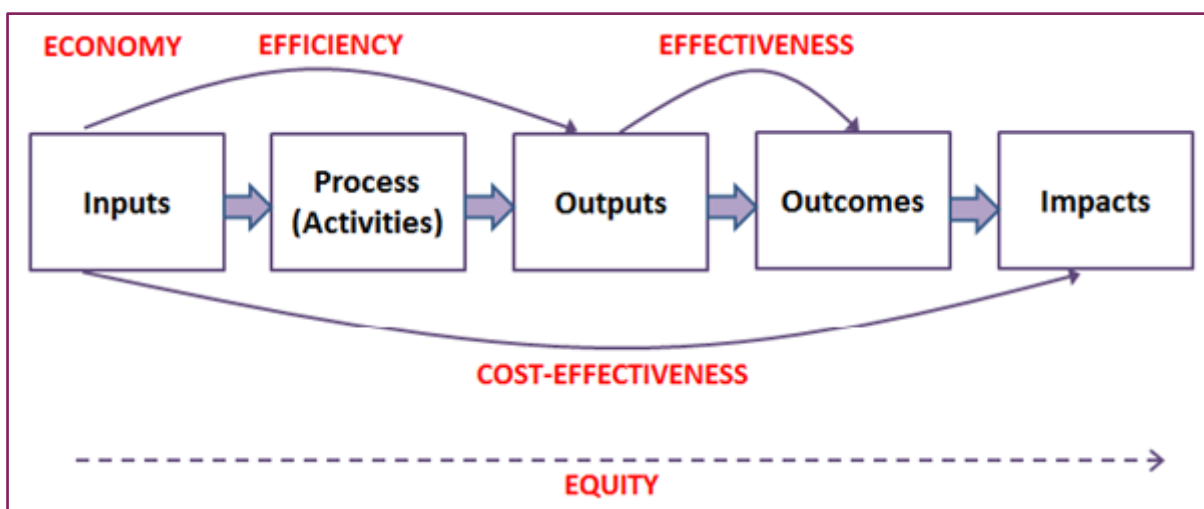 ECONOMY
EFFICIENCY
EFFECTIVENESS
Inputs
Process
(Activities)
Outputs
Outcomes
Impacts
COST-EFFECTIVENESS
EQUITY